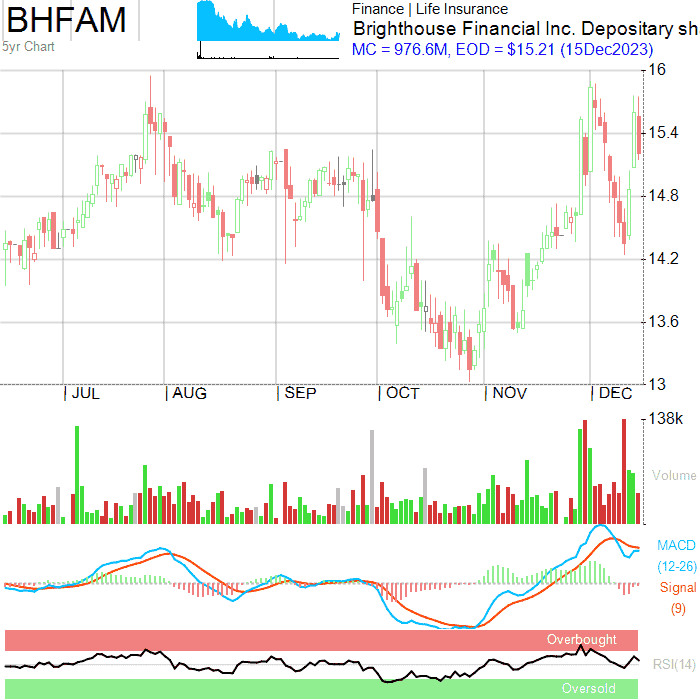 BHFAM
5yr Chart
Finance | Life Insurance
Brighthouse Financial Inc. Depositary sh
MC = 976.6M, EOD = $15.21 (15Dec2023)
16
15.4
14.8
14.2
13.6
13
| JUL | AUG | SEP | OCT | NOV | DEC
138k
Volume
MACD
(12-26)
Signal
(9)
Overbought
RSI(14)
Oversold